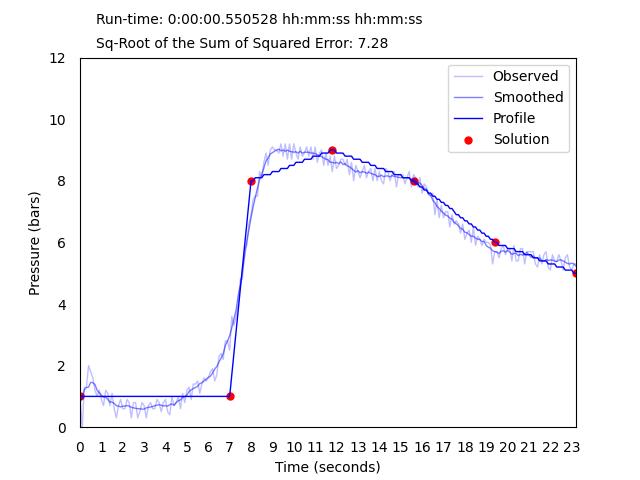 Run-time: 0:00:00.550528 hh:mm:ss hh:mm:ss
Sq-Root of the Sum of Squared Error: 7.28
12
10
8
6
4
2
0
Pressure (bars)
Observed
Smoothed
Profile
Solution
0 1 2 3 4 5 6 7 8 9 10 11 12 13 14 15 16 17 18 19 20 21 22 23
Time (seconds)